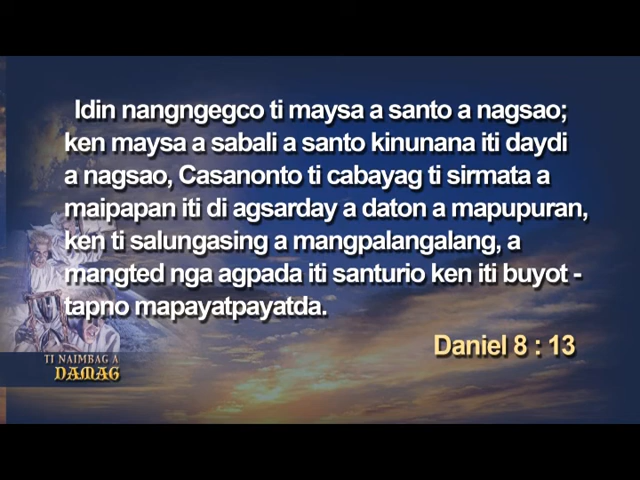 Idin nangngegco ti maysa a santo a nagsao;
ken maysa a sabali a santo kinunana iti daydi
a nagsao, Casanonto ti cabayag ti sirmata a
maipapan iti di agsarday a daton a mapupuran,
ken ti salungasing a mangpalangalang, a
mangted nga agpada iti santurio ken iti buyot -
tapno mapayatpayatda.
Daniel 8 : 13
TI NAIMBAG A
DAMAG